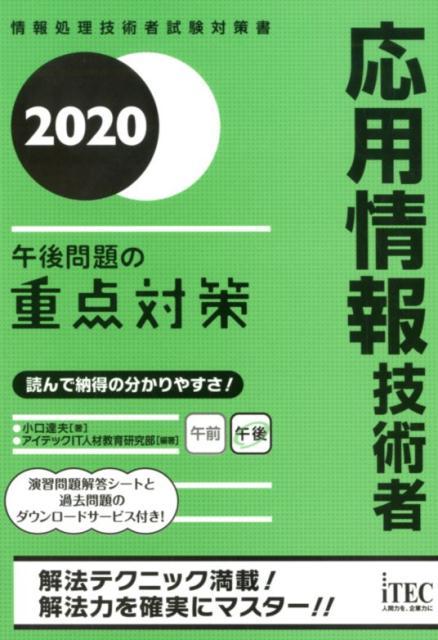 情報処理技術者試験対策書
2020
応用情報技術者
午後問題の
重点対策
読んで納得の分かりやすさ!
●小口達夫[著]
●アイテックIT人材教育研究部[編著]
午前
午後
演習問題解答シートと
過去問題の
ダウンロードサービス付き!
解法テクニック満載!
解法力を確実にマスター!!
iTEC
人間力を、企業力に